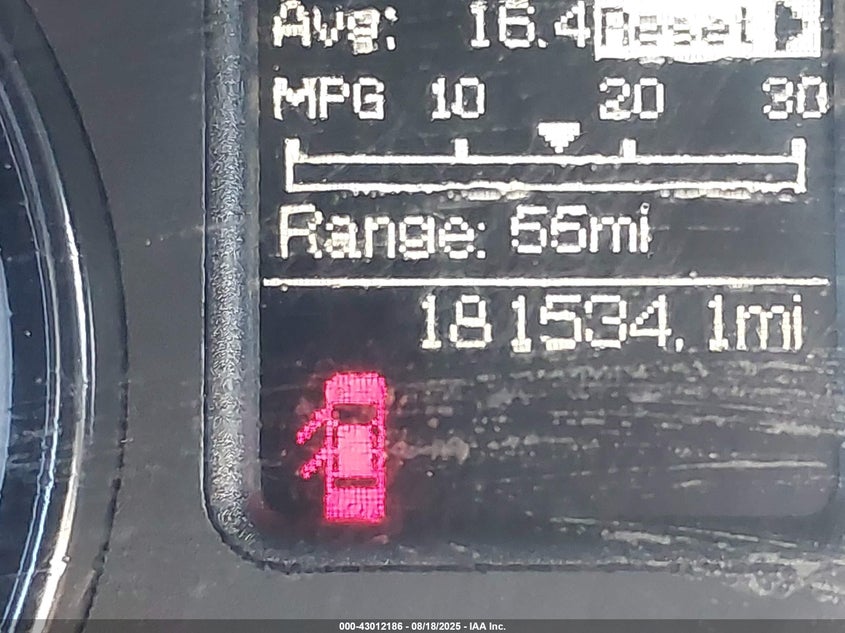 Avg: 16.4 Reset
MPG 10 20 30
Range: 55mi
181534.1mi
000-43012186 - 08/18/2025 - IAA Inc.